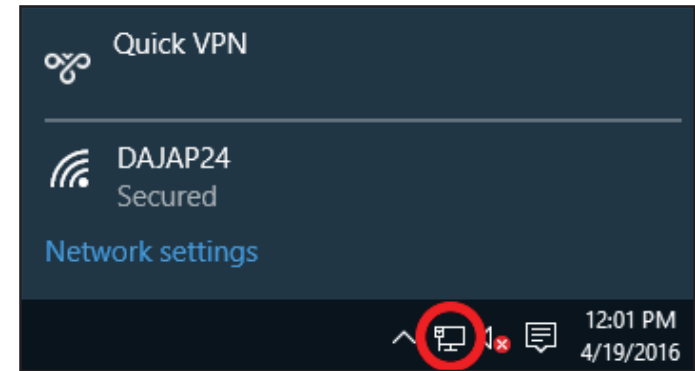 Quick VPN
DAJAP24
Secured
Network settings
12:01 PM
4/19/2016